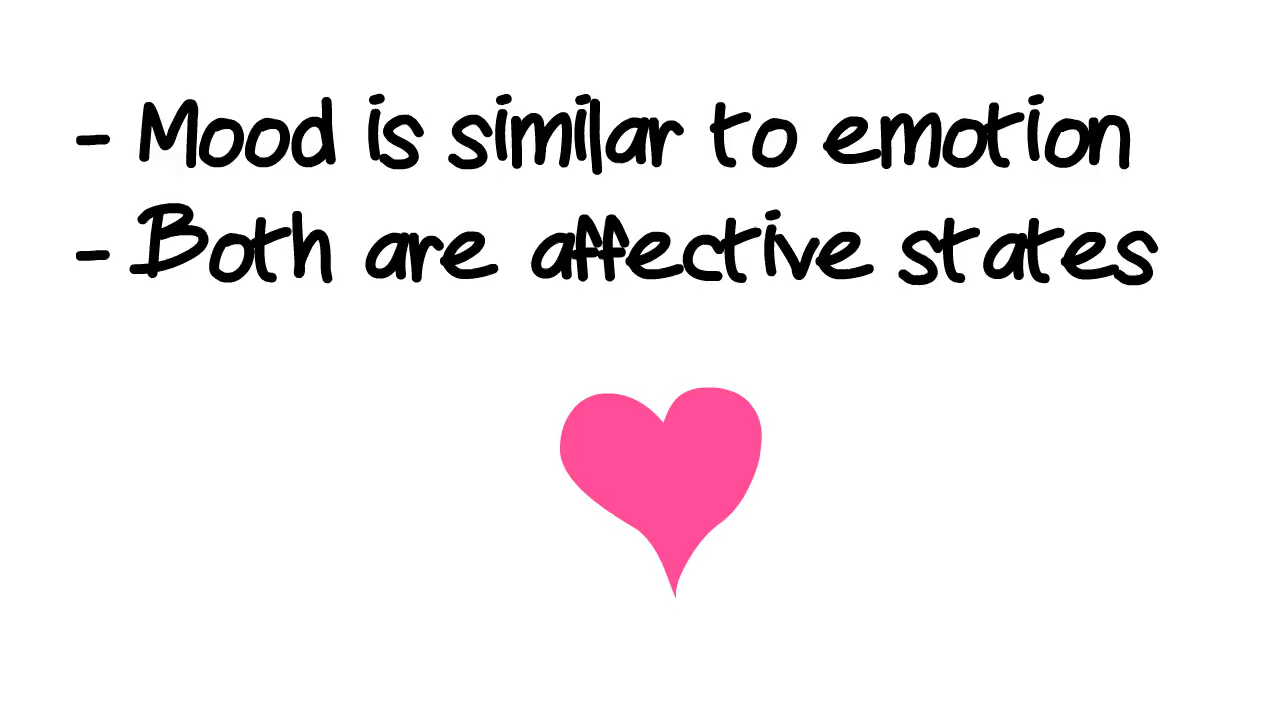 - Mood is similar to emotion
- Both are affective states